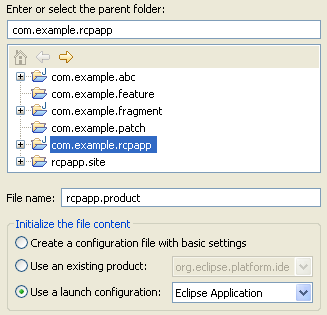 Enter or select the parent folder:
com.example.rcpapp
com.example.abc
com.example.feature
com.example.fragment
com.example.patch
com.example.rcpapp
rcpapp.site
File name: rcpapp.product
Initialize the file content
Create a configuration file with basic settings
Use an existing product: org.eclipse.platform.ide
Use a launch configuration: Eclipse Application